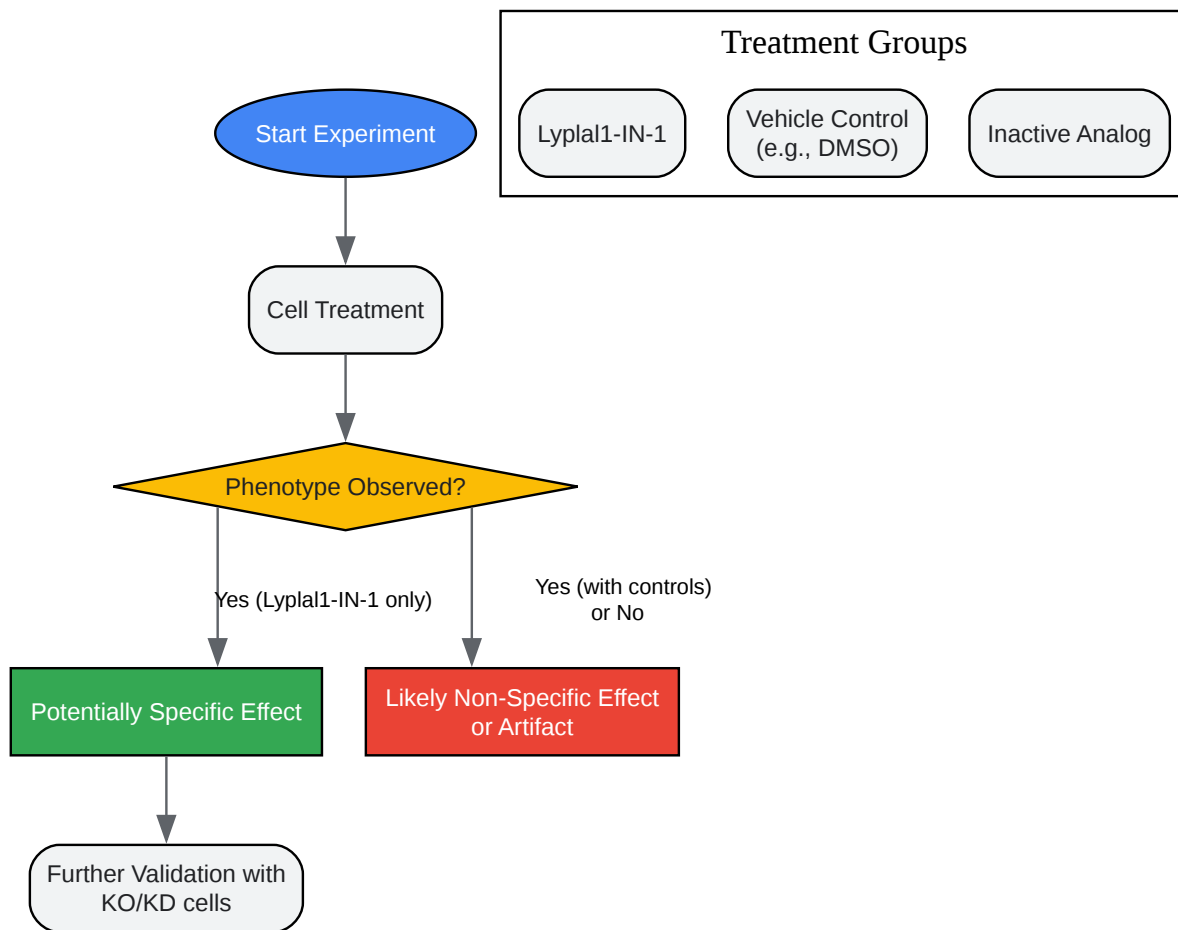 Treatment Groups
Start Experiment
Lyplal1-IN-1
Vehicle Control
(e.g., DMSO)
Inactive Analog
Cell Treatment
Phenotype Observed?
Yes (Lyplal1-IN-1 only)
Yes (with controls)
or No
Potentially Specific Effect
Likely Non-Specific Effect
or Artifact
Further Validation with
KO/KD cells